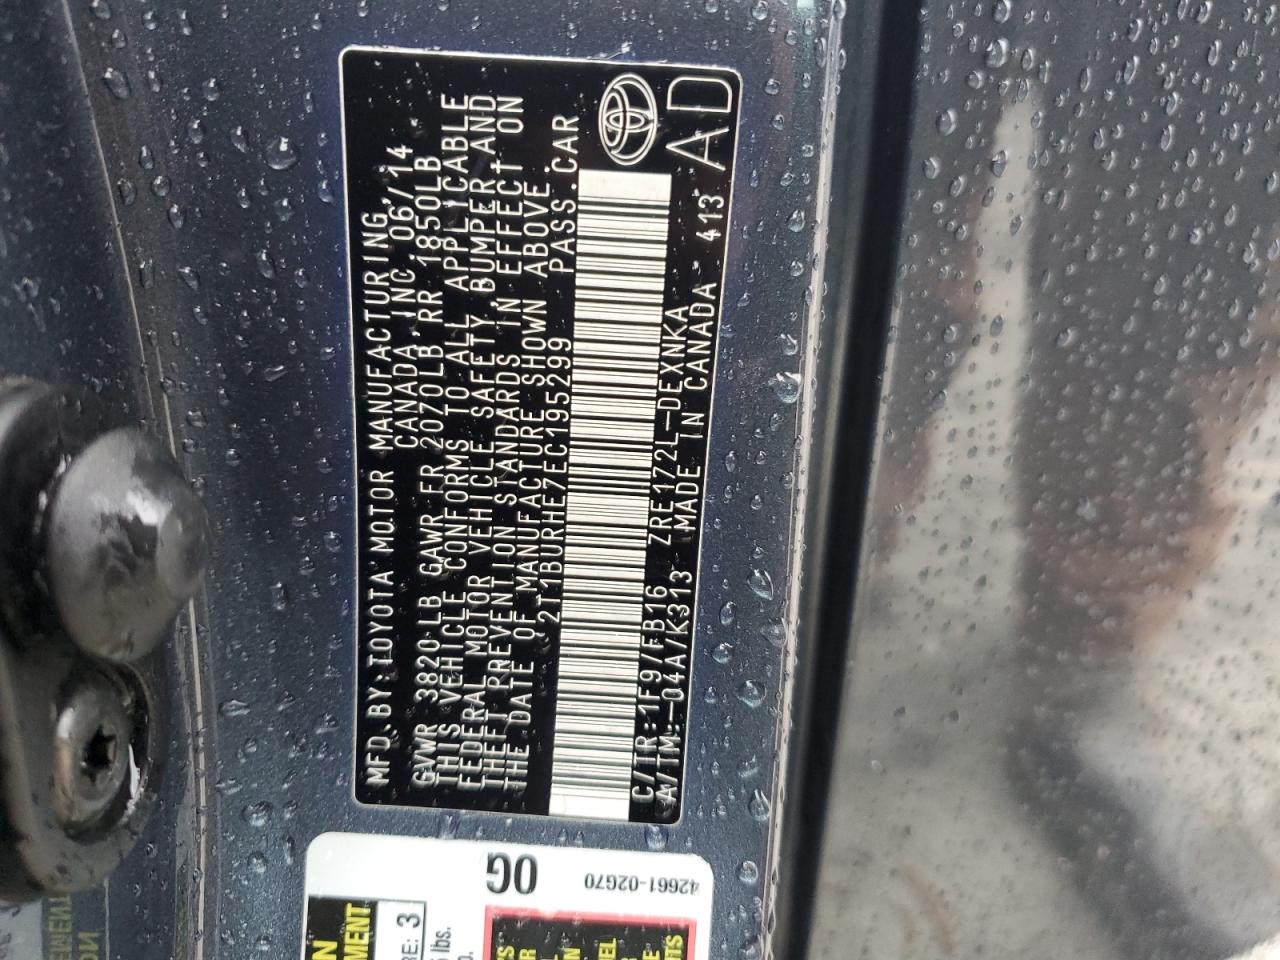 MFD.BY:TOYOTA MOTOR MANUFACTURING,
CANADA,INC. 06/14
GVWR 3820LB GAWR FR 2070LB RR 1850LB
THIS VEHICLE CONFORMS TO ALL APPLICABLE
FEDERAL MOTOR VEHICLE SAFETY,BUMPER,AND
THEFT PREVENTION STANDARDS IN EFFECT ON
THE DATE OF MANUFACTURE SHOWN ABOVE.
2T1BURHE7EC195299 PASS.CAR
C/TR:1F9/FB16 ZRE172L-DEXNKA
A/TM:-04A/K313 MADE IN CANADA 413
AD
OG
42661-02G70